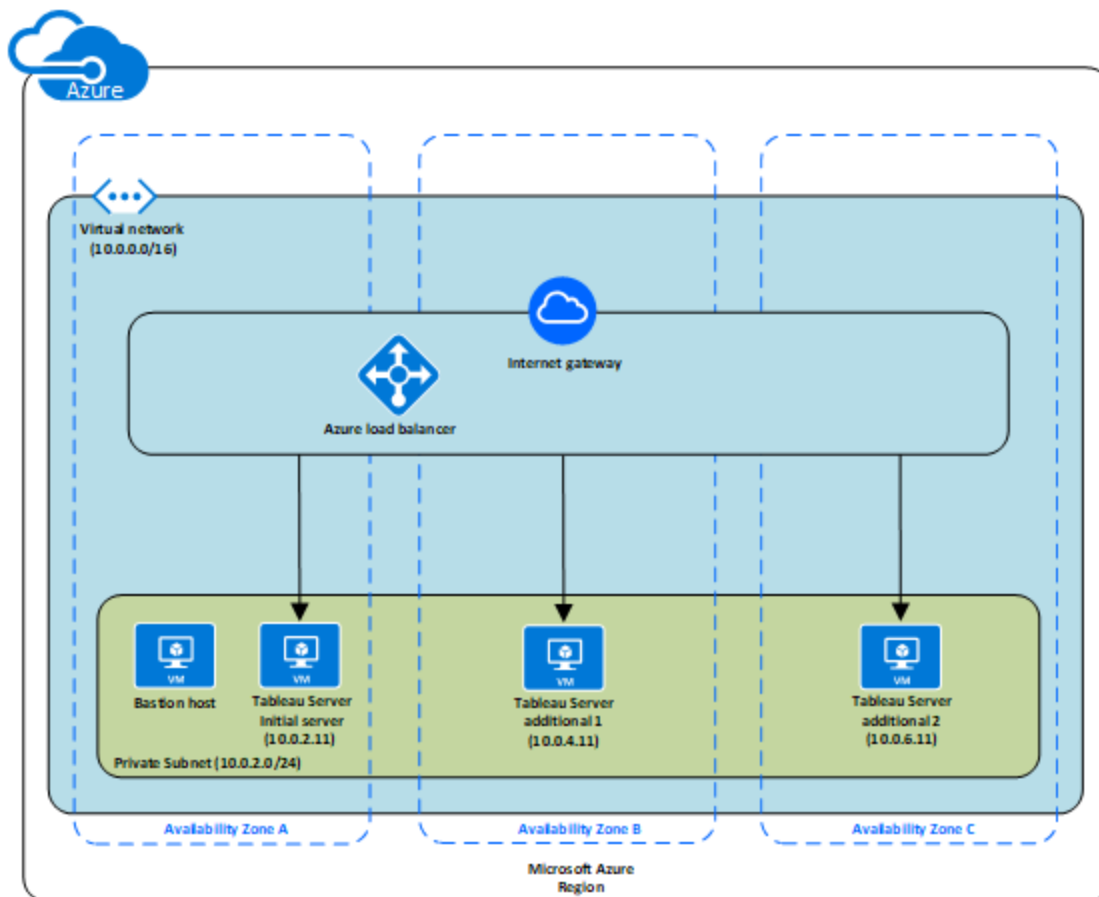 Azure
Virtual network
(10.0.0.0/16)
Internet gateway
Azure load balancer
VM
Bastion host
VM
Tableau Server
Initial server
(10.0.2.11)
VM
Tableau Server
additional 1
(10.0.4.11)
VM
Tableau Server
additional 2
(10.0.6.11)
Private Subnet (10.0.2.0/24)
Availability Zone A
Availability Zone B
Availability Zone C
Microsoft Azure
Region